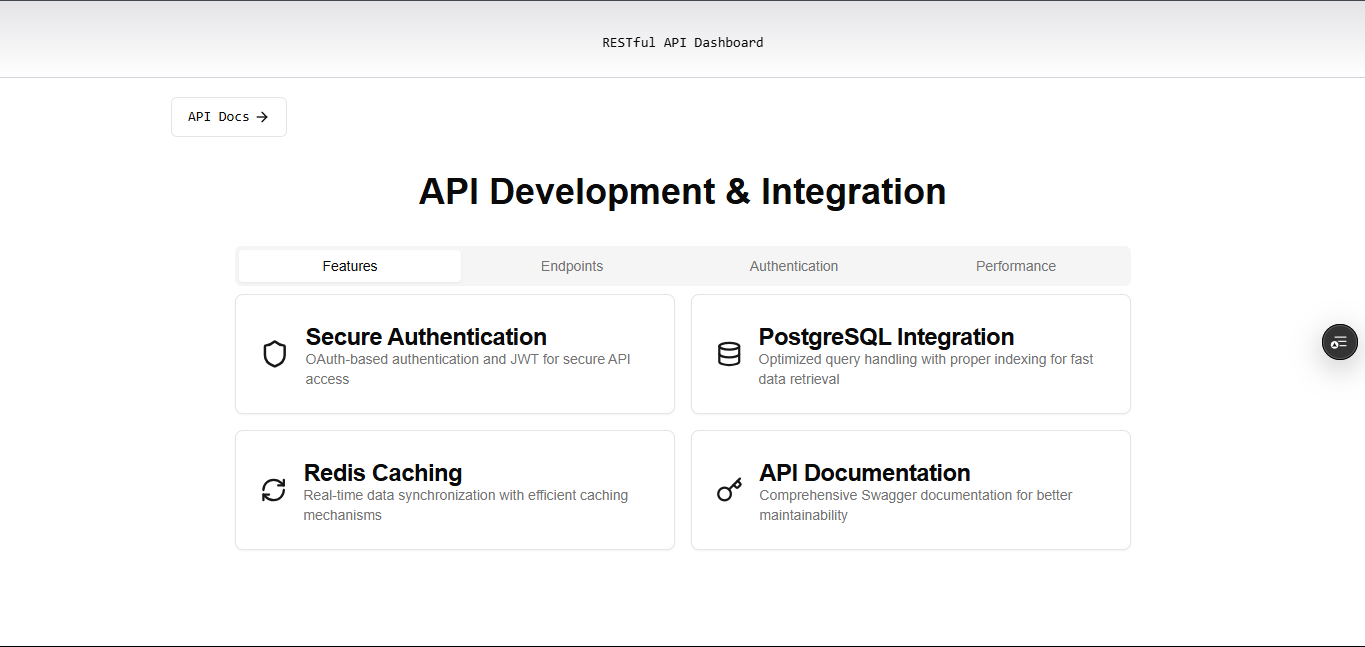 RESTful API Dashboard
API Docs →
API Development & Integration
Features
Endpoints
Authentication
Performance
Secure Authentication
OAuth-based authentication and JWT for secure API
access
PostgreSQL Integration
Optimized query handling with proper indexing for fast
data retrieval
Redis Caching
Real-time data synchronization with efficient caching
mechanisms
API Documentation
Comprehensive Swagger documentation for better
maintainability